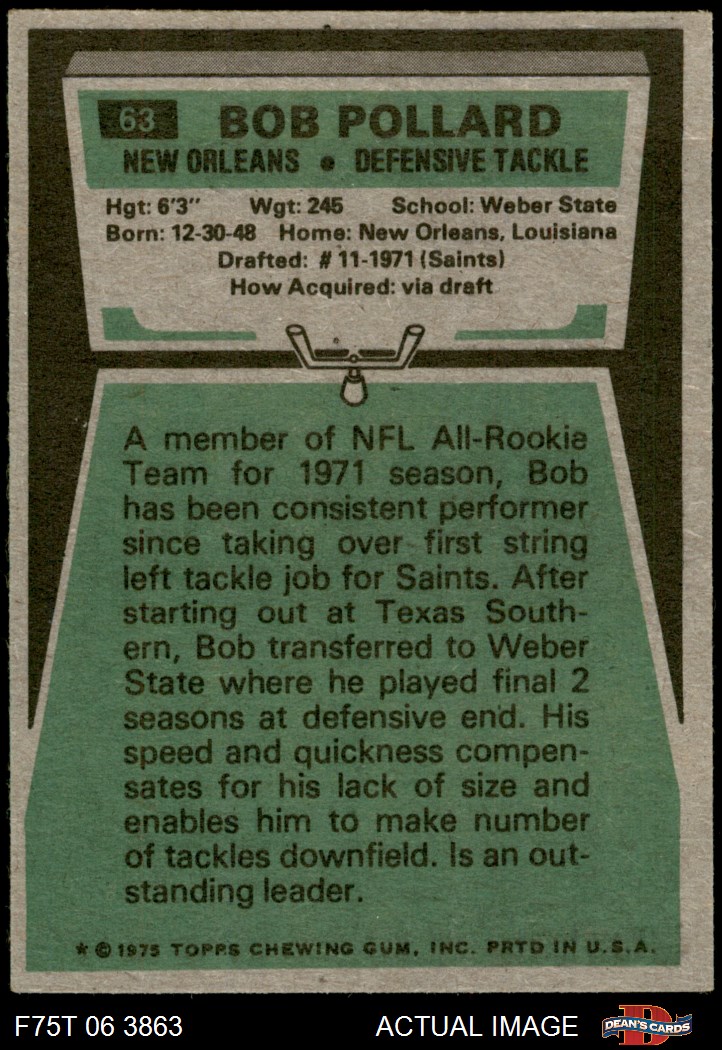 63 BOB POLLARD
NEW ORLEANS • DEFENSIVE TACKLE
Hgt: 6'3" Wgt: 245 School: Weber State
Born: 12-30-48 Home: New Orleans, Louisiana
Drafted: #11-1971 (Saints)
How Acquired: via draft
A member of NFL All-Rookie
Team for 1971 season, Bob
has been consistent performer
since taking over first string
left tackle job for Saints. After
starting out at Texas South-
ern, Bob transferred to Weber
State where he played final 2
seasons at defensive end. His
speed and quickness compen-
sates for his lack of size and
enables him to make number
of tackles downfield. Is an out-
standing leader.
* © 1975 TOPPS CHEWING GUM, INC. PRTD IN U.S.A.
F75T 06 3863 ACTUAL IMAGE D DEAN'S CARDS